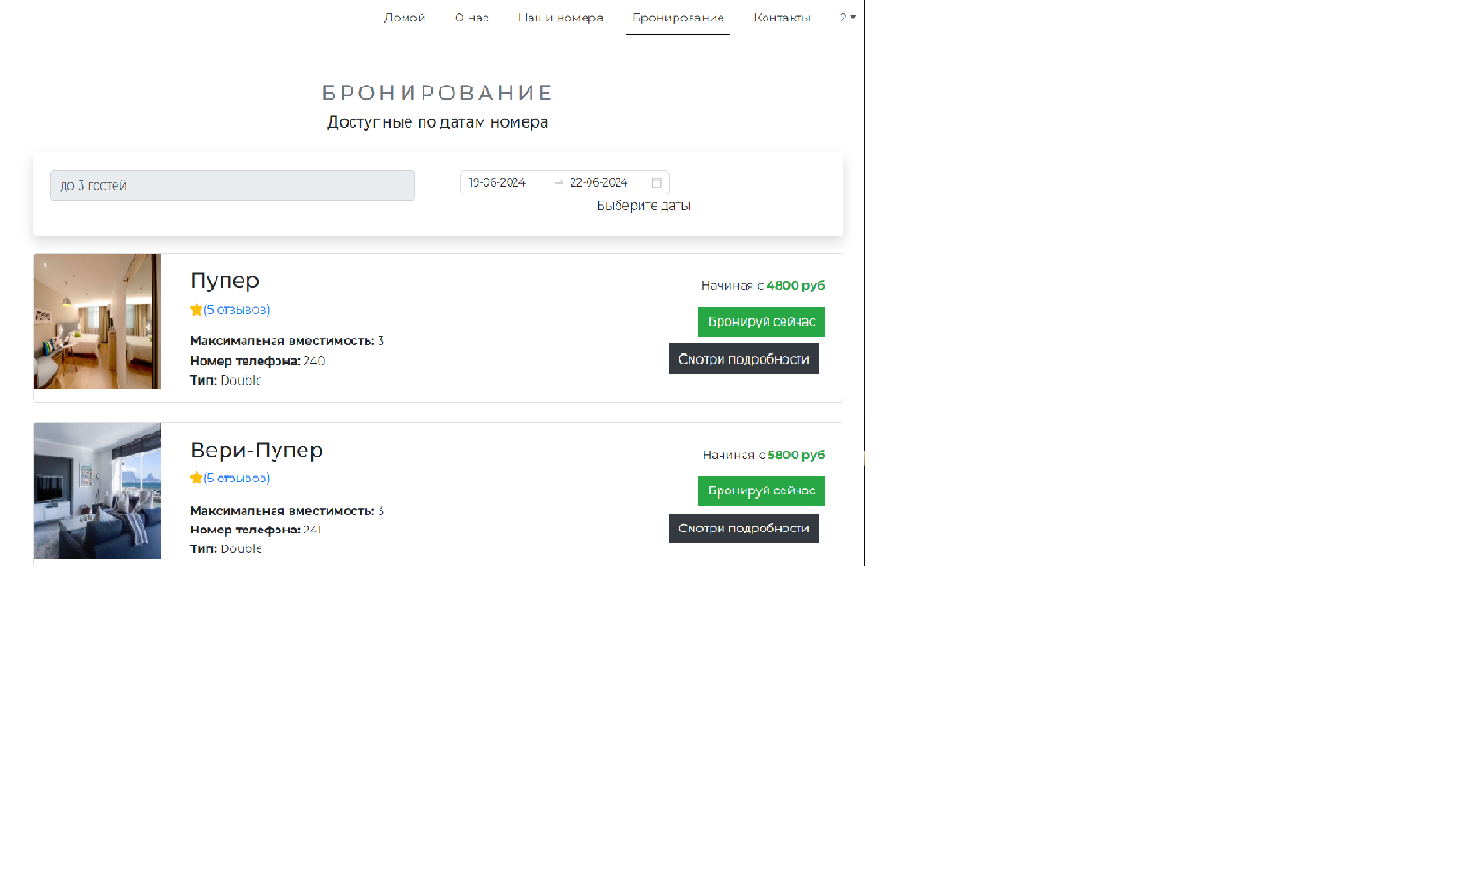 Домой О нас Наши номера Бронирование Контакты 2
БРОНИРОВАНИЕ
Доступные по датам номера
до 3 гостей
19-06-2024 → 22-06-2024
Выберите даты
Пупер
(5 отзывов)
Максимальная вместимость: 3
Номер телефона: 240
Тип: Double
Начиная с 4800 руб
Бронируй сейчас
Смотри подробности
Вери-Пупер
(5 отзывов)
Максимальная вместимость: 3
Номер телефона: 241
Тип: Double
Начиная с 5800 руб
Бронируй сейчас
Смотри подробности